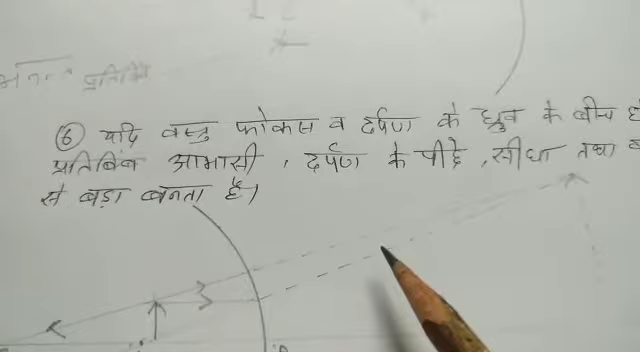 प्रतिबिंब
⑥ यदि वस्तु फोकस व दर्पण के ध्रुव के बीच
प्रतिबिंब आभासी, दर्पण के पीछे, सीधा तथा
से बड़ा बनता है।